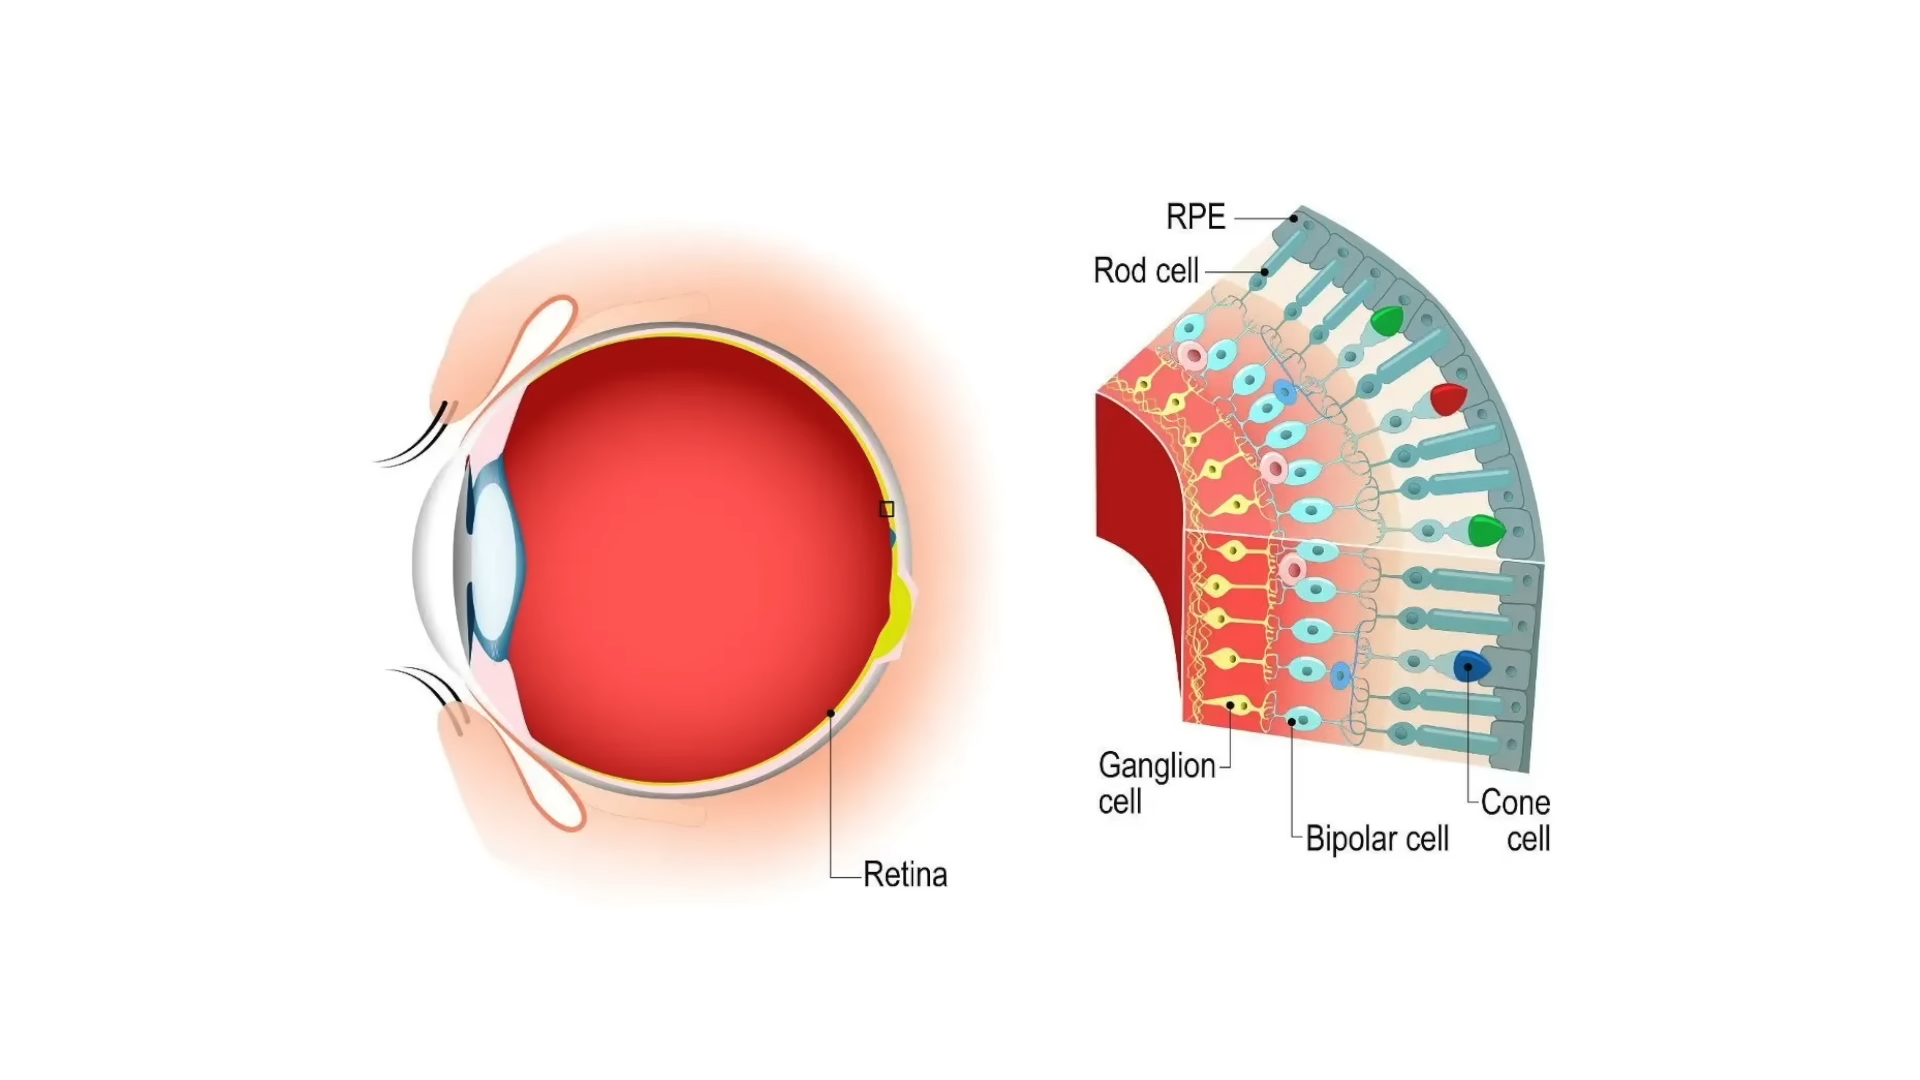 RPE
Rod cell
Ganglion
cell
Cone
cell
Bipolar cell
Retina